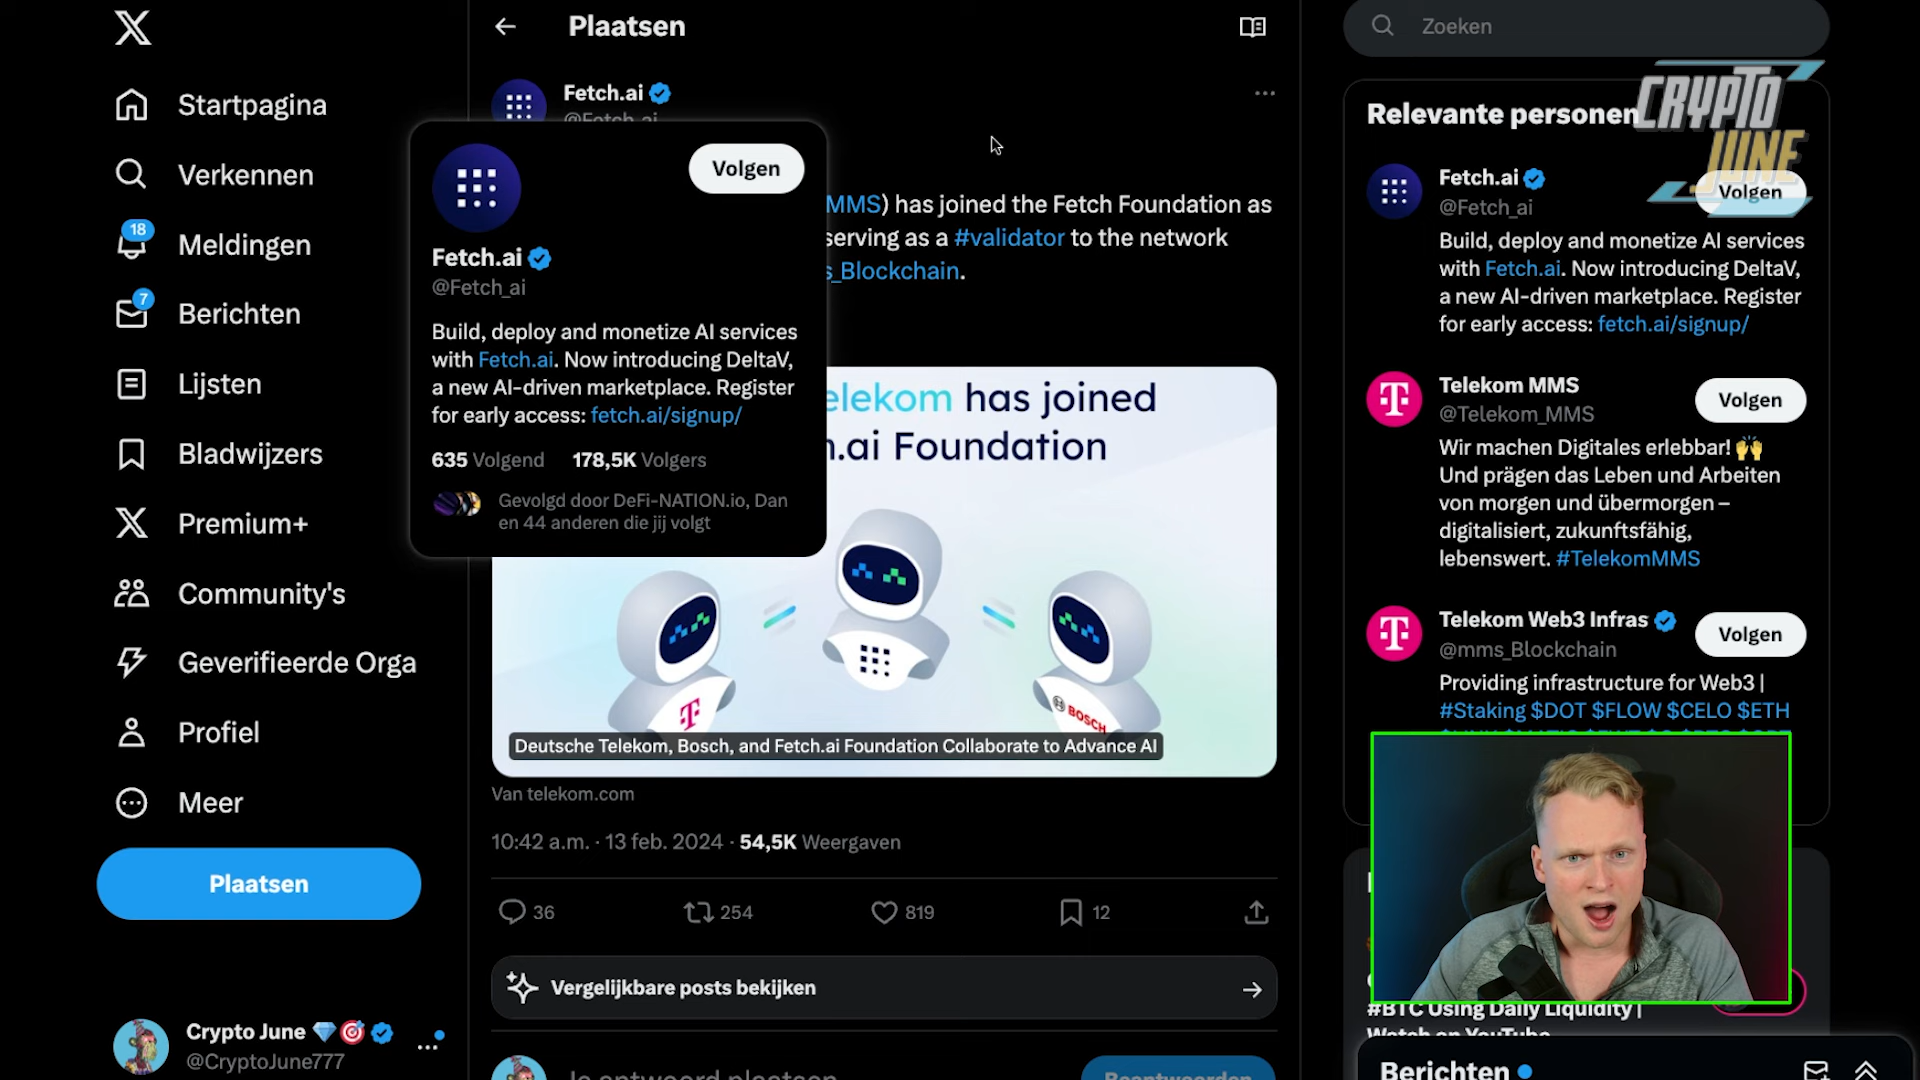 Startpagina
Verkennen
18
Meldingen
7
Berichten
Lijsten
Bladwijzers
Premium+
Community's
Geverifieerde Orga
Profiel
Meer
Plaatsen
Crypto June
@CryptoJune777
Plaatsen
Fetch.ai
@Fetch_ai
MMS) has joined the Fetch Foundation as
serving as a #validator to the network
s_Blockchain.
Volgen
Fetch.ai
@Fetch_ai
Build, deploy and monetize AI services
with Fetch.ai. Now introducing DeltaV,
a new AI-driven marketplace. Register
for early access: fetch.ai/signup/
635 Volgend 178,5K Volgers
Gevolgd door DeFi-NATION.io, Dan
en 44 anderen die jij volgt
elekom has joined
h.ai Foundation
T
BOSCH
Deutsche Telekom, Bosch, and Fetch.ai Foundation Collaborate to Advance AI
Van telekom.com
10:42 a.m. · 13 feb. 2024 · 54,5K Weergaven
36 254 819 12
Vergelijkbare posts bekijken
Je antwoord plaatsen
Beantwoorden
Zoeken
CRYPTO
JUNE
Relevante personen
Fetch.ai
Volgen
@Fetch_ai
Build, deploy and monetize AI services
with Fetch.ai. Now introducing DeltaV,
a new AI-driven marketplace. Register
for early access: fetch.ai/signup/
T
Telekom MMS
Volgen
@Telekom_MMS
Wir machen Digitales erlebbar! 🙌
Und prägen das Leben und Arbeiten
von morgen und übermorgen –
digitalisiert, zukunftsfähig,
lebenswert. #TelekomMMS
T
Telekom Web3 Infras
Volgen
@mms_Blockchain
Providing infrastructure for Web3 |
#Staking $DOT $FLOW $CELO $ETH
#BTC Using Daily Liquidity |
Watch on YouTube
Berichten